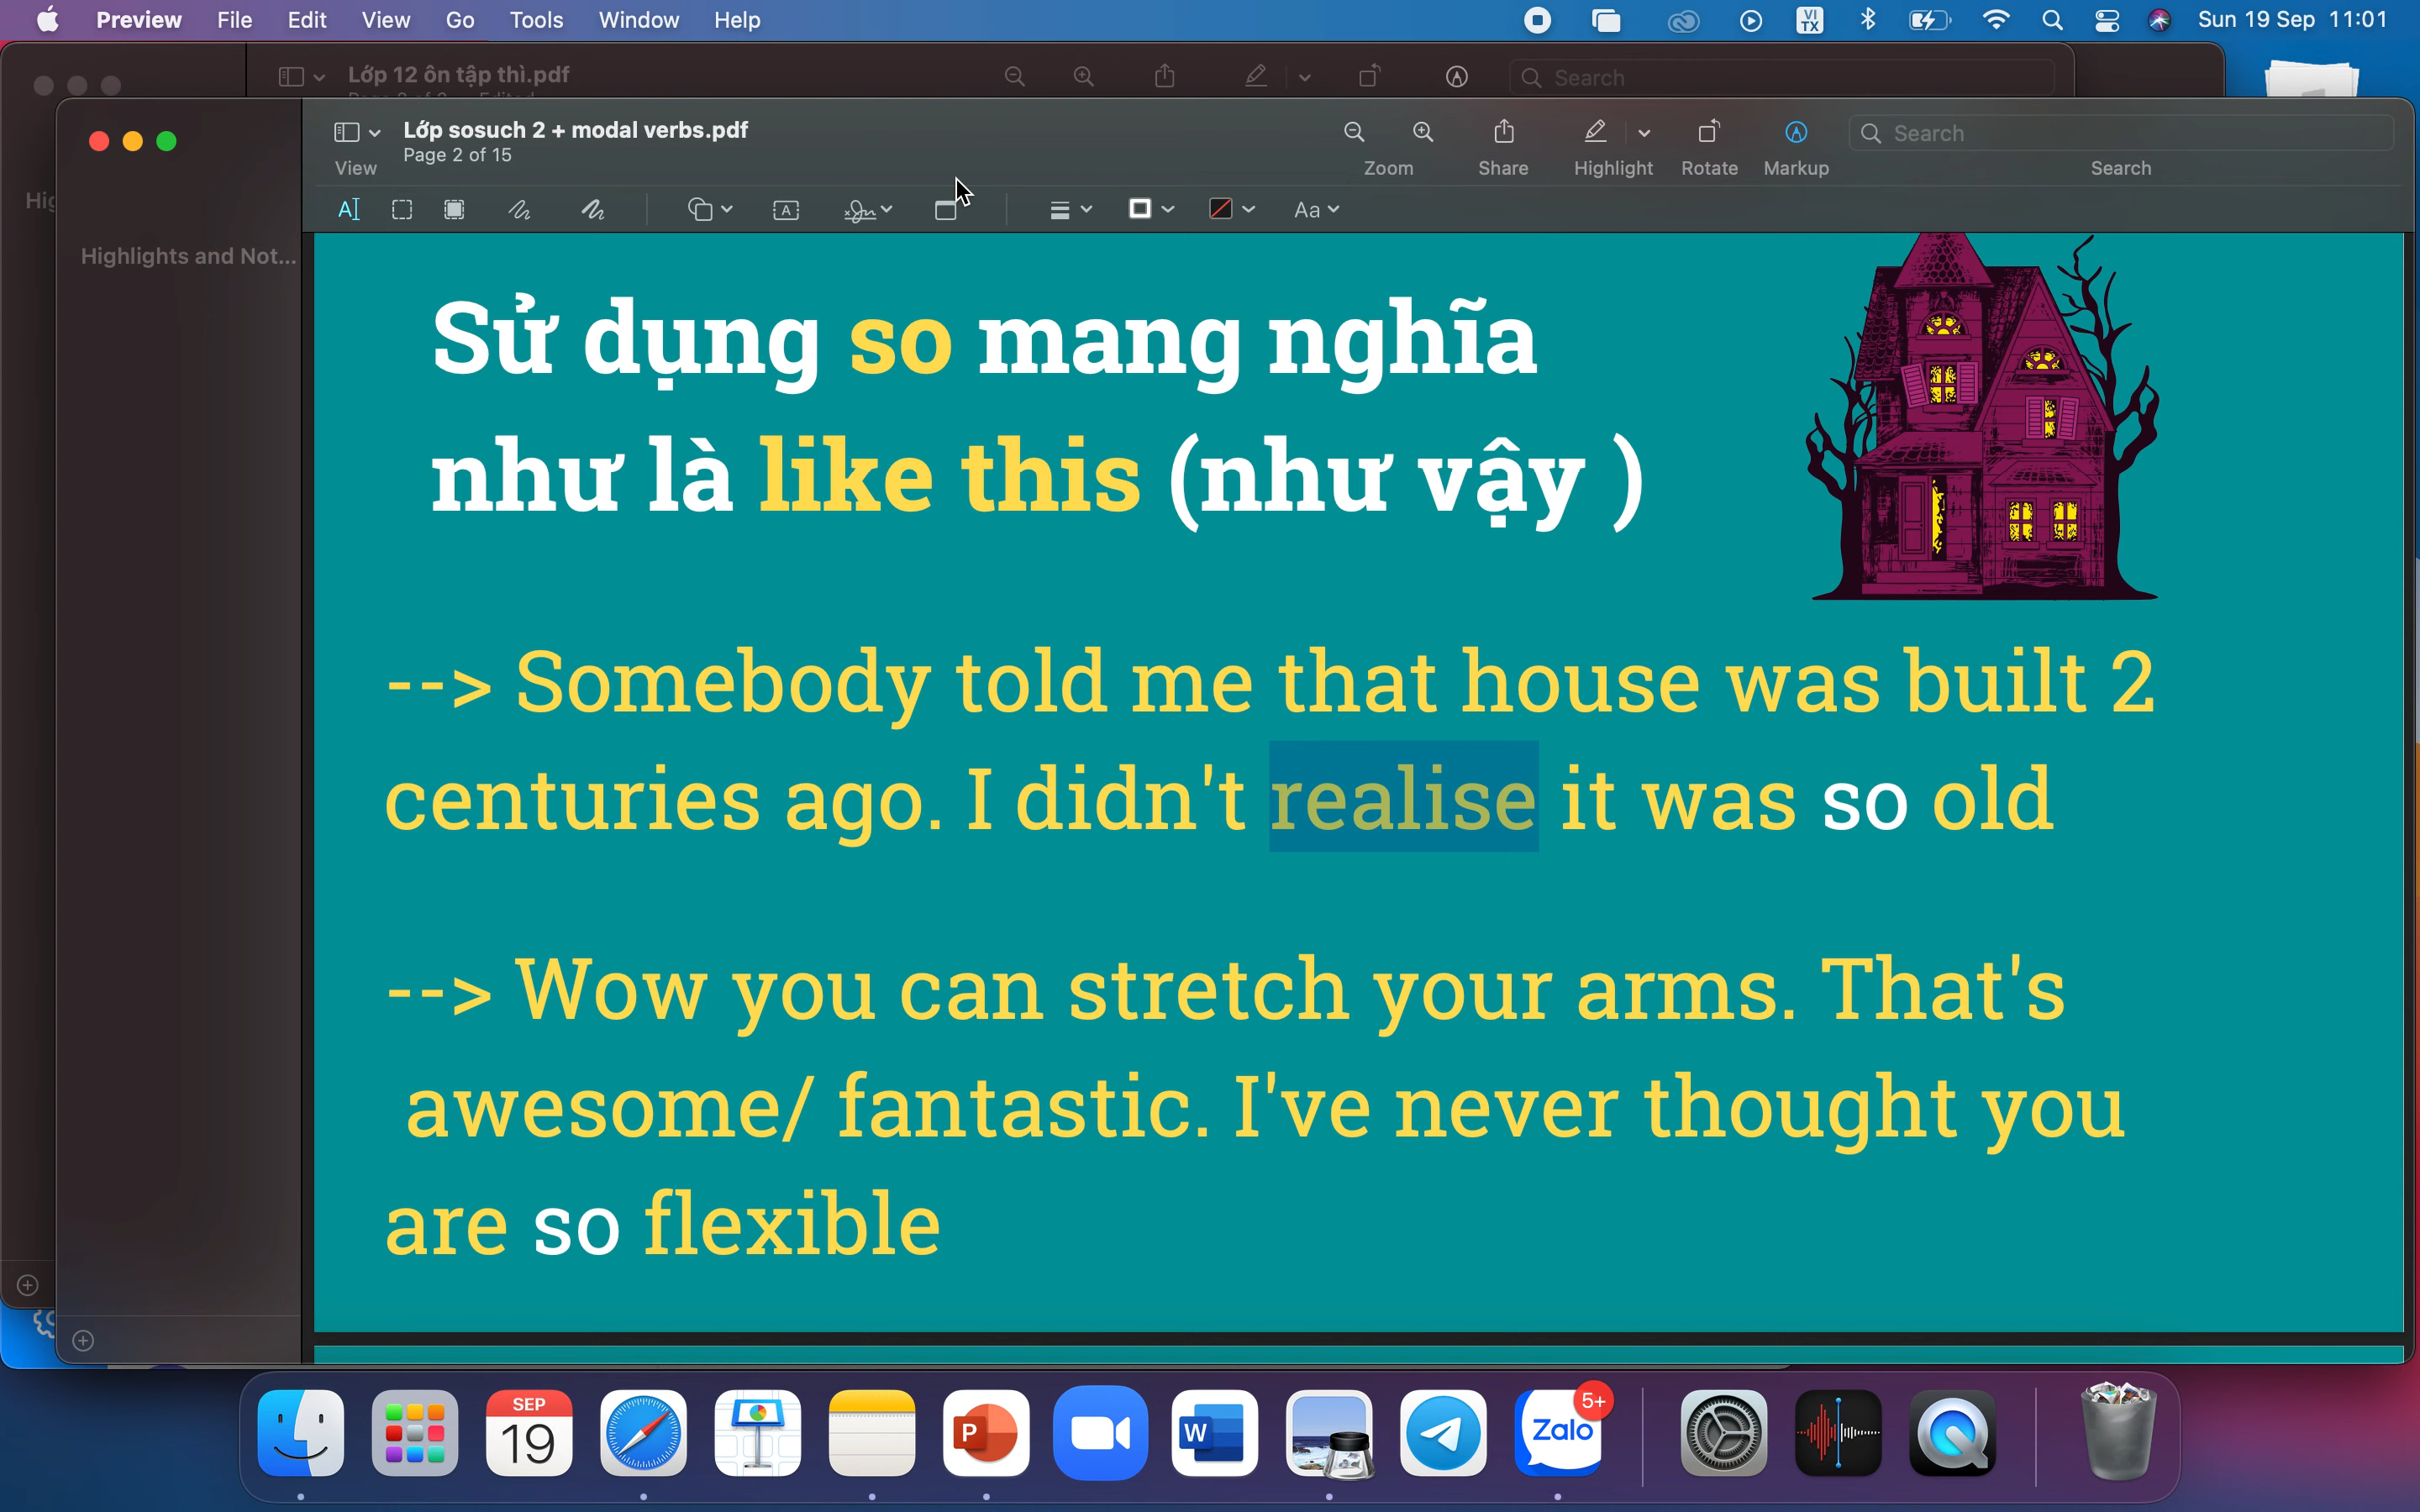 Preview File Edit View Go Tools Window Help VI TX Sun 19 Sep 11:01
Lớp 12 ôn tập thì.pdf Search
Lớp sosuch 2 + modal verbs.pdf Search
Page 2 of 15
View Zoom Share Highlight Rotate Markup Search
A A Aa
Highlights and Not...
Sử dụng so mang nghĩa
như là like this (như vậy )
--> Somebody told me that house was built 2
centuries ago. I didn't realise it was so old
--> Wow you can stretch your arms. That's
awesome/ fantastic. I've never thought you
are so flexible
SEP
19
P
W
Zalo
5+